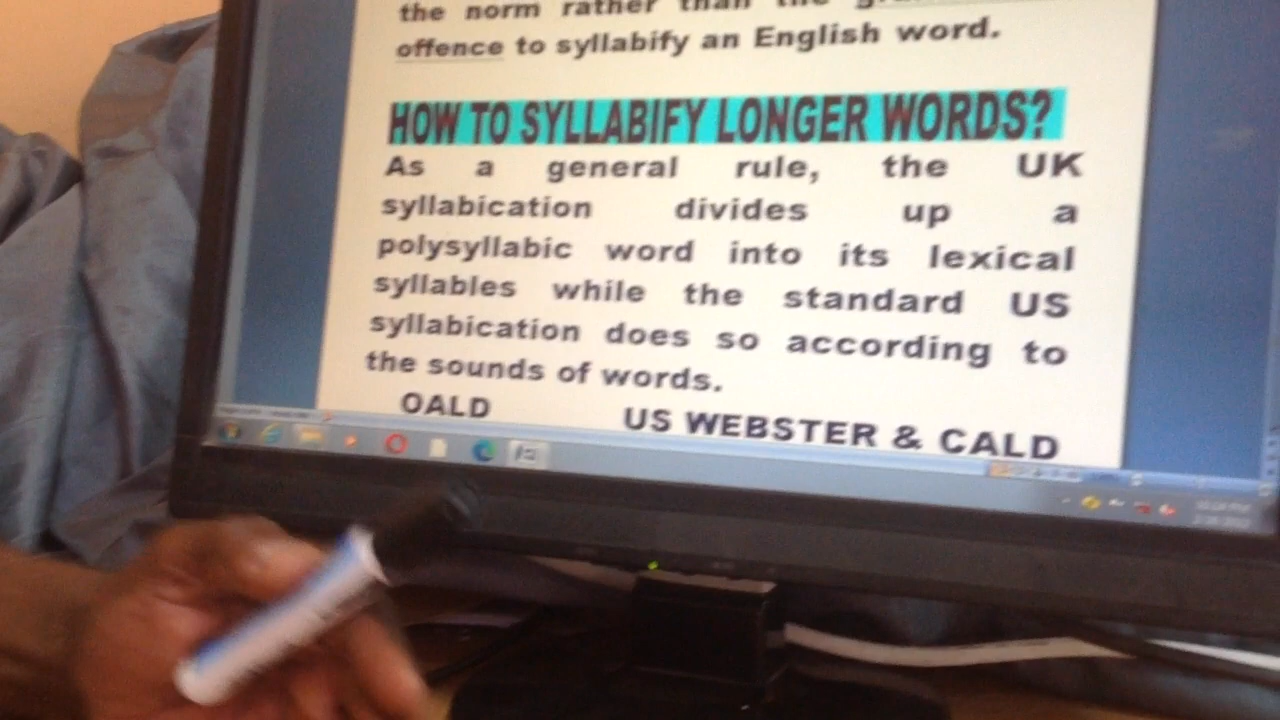 the norm rather than the
offence to syllabify an English word.
HOW TO SYLLABIFY LONGER WORDS?
As a general rule, the UK
syllabication divides up a
polysyllabic word into its lexical
syllables while the standard US
syllabication does so according to
the sounds of words.
OALD US WEBSTER & CALD